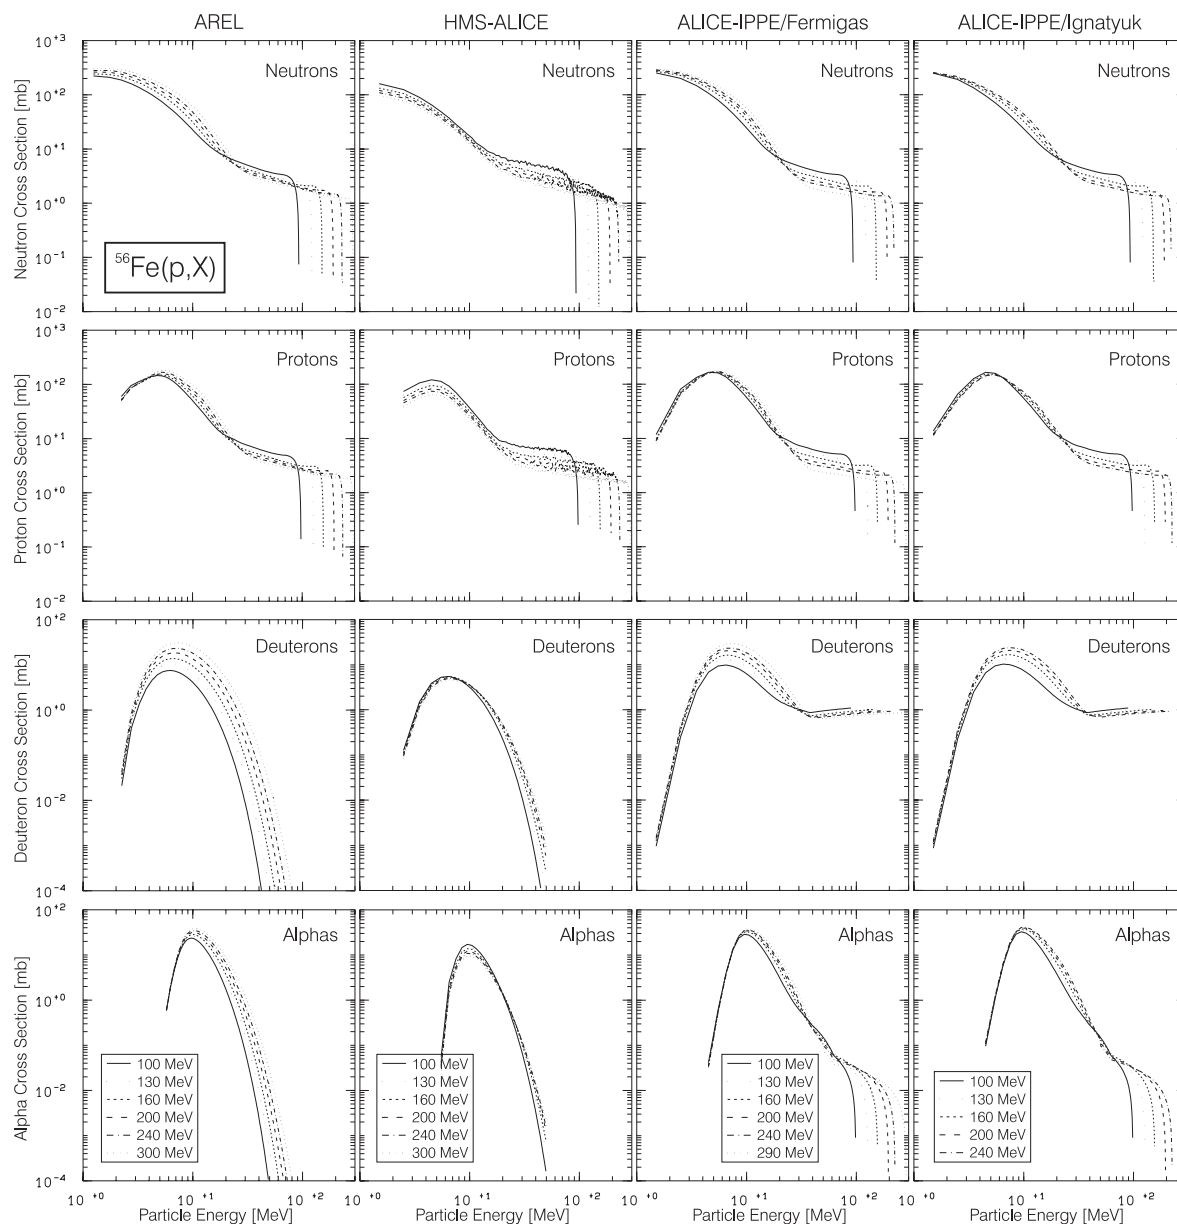 AREL HMS-ALICE ALICE-IPPE/Fermigas ALICE-IPPE/Ignatyuk
Neutron Cross Section [mb]
10+3
10+2
10+1
10+0
10-1
10-2
Neutrons Neutrons Neutrons Neutrons
56Fe(p,X)
Proton Cross Section [mb]
10+3
10+2
10+1
10+0
10-1
10-2
Protons Protons Protons Protons
Deuteron Cross Section [mb]
10+2
10+0
10-2
10-4
Deuterons Deuterons Deuterons Deuterons
Alpha Cross Section [mb]
10+2
10+0
10-2
10-4
Alphas Alphas Alphas Alphas
100 MeV
130 MeV
160 MeV
200 MeV
240 MeV
300 MeV
100 MeV
130 MeV
160 MeV
200 MeV
240 MeV
300 MeV
100 MeV
130 MeV
160 MeV
200 MeV
240 MeV
290 MeV
100 MeV
130 MeV
160 MeV
200 MeV
240 MeV
10+0 10+1 10+2 10+0 10+1 10+2 10+0 10+1 10+2 10+0 10+1 10+2
Particle Energy [MeV] Particle Energy [MeV] Particle Energy [MeV] Particle Energy [MeV]